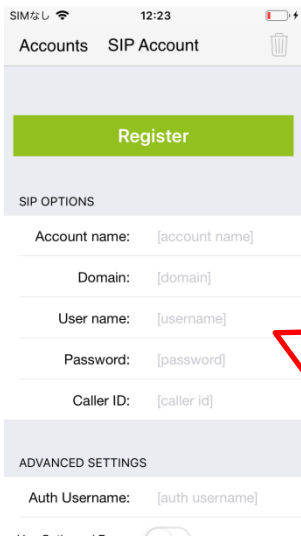 SIMなし 12:23
Accounts SIP Account
Register
SIP OPTIONS
Account name: [account name]
Domain: [domain]
User name: [username]
Password: [password]
Caller ID: [caller id]
ADVANCED SETTINGS
Auth Username: [auth username]